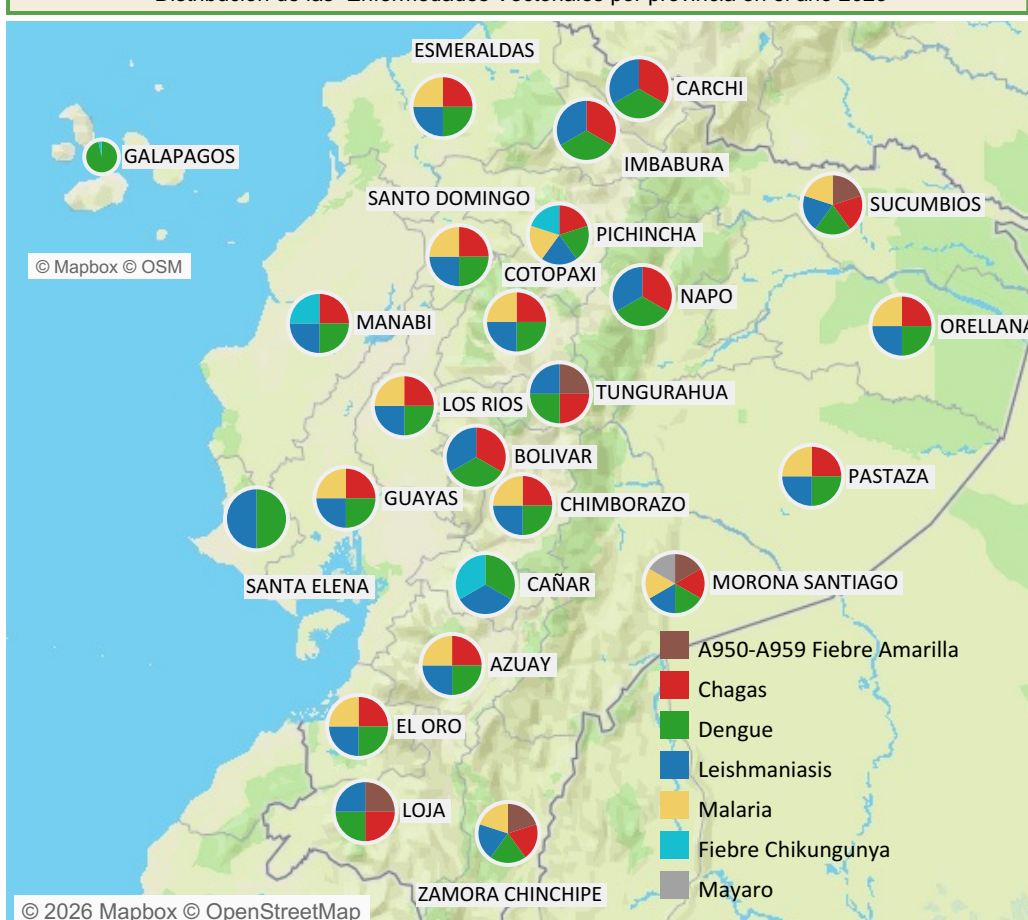 ESMERALDAS
CARCHI
GALAPAGOS
IMBABURA
SANTO DOMINGO
SUCUMBIOS
PICHINCHA
© Mapbox © OSM
COTOPAXI
NAPO
MANABI
ORELLANA
TUNGURAHUA
LOS RIOS
BOLIVAR
PASTAZA
GUAYAS
CHIMBORAZO
SANTA ELENA
CAÑAR
MORONA SANTIAGO
A950-A959 Fiebre Amarilla
AZUAY
Chagas
EL ORO
Dengue
Leishmaniasis
LOJA
Malaria
Fiebre Chikungunya
ZAMORA CHINCHIPE
Mayaro
© 2026 Mapbox © OpenStreetMap